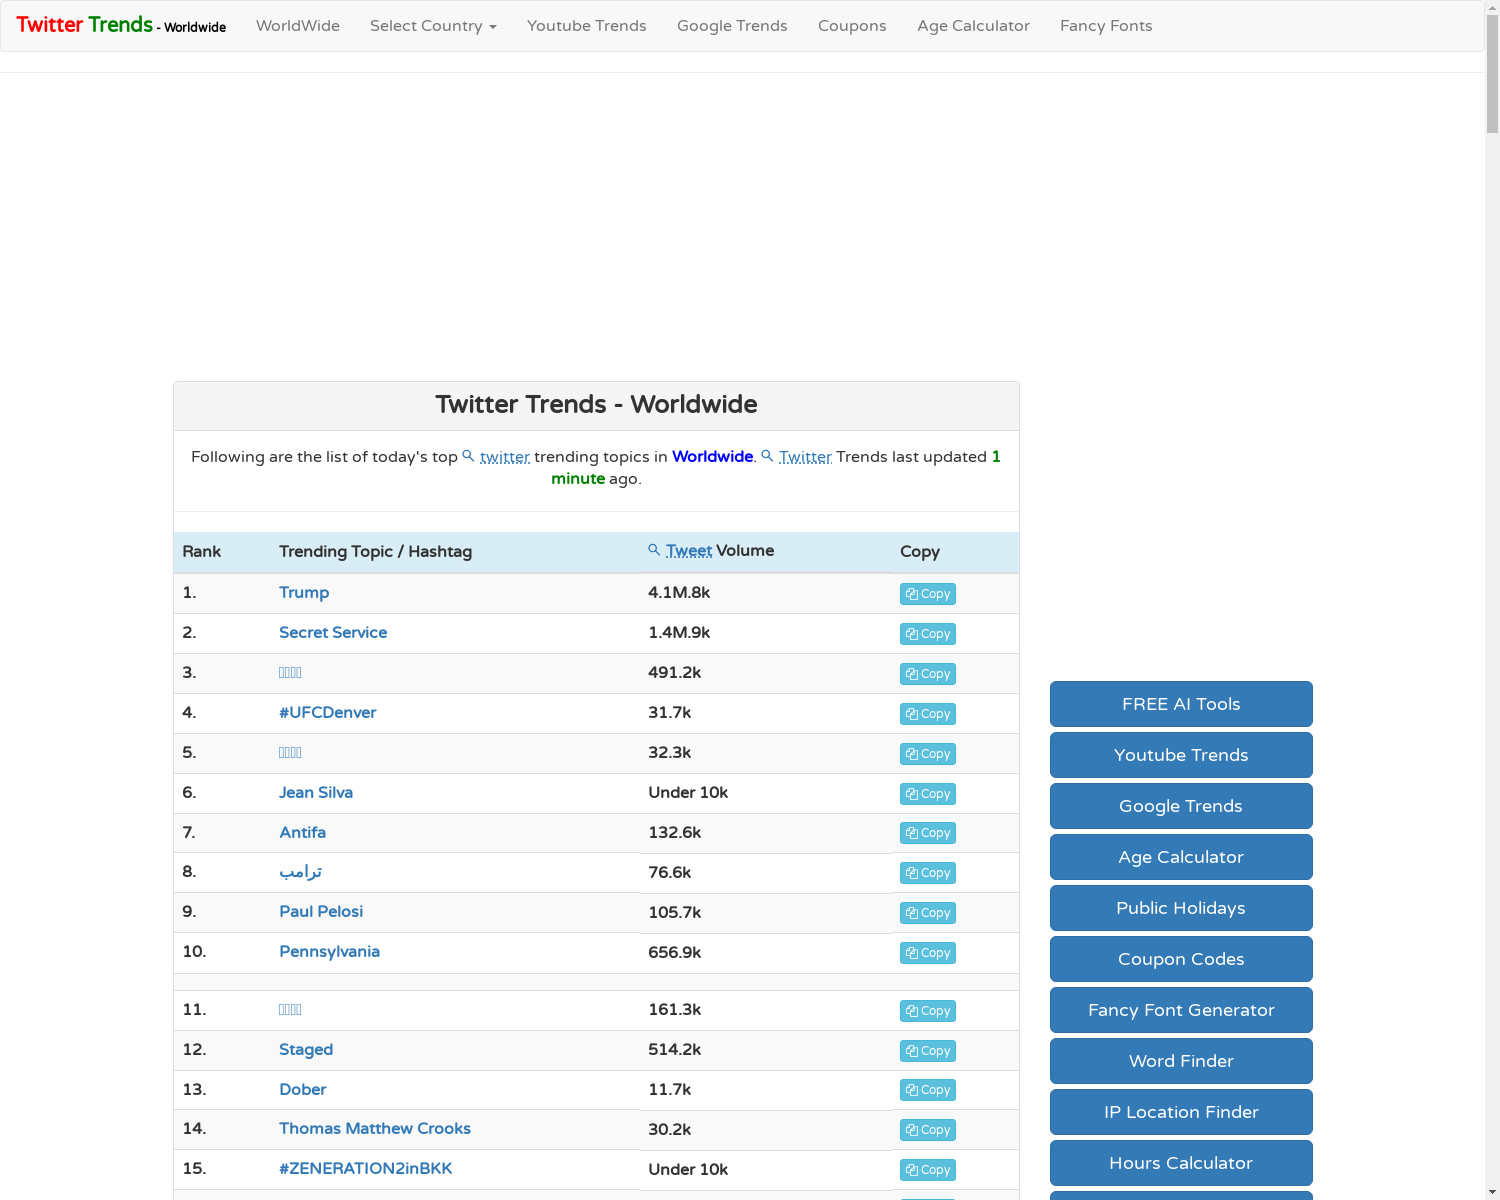 Twitter Trends - Worldwide WorldWide Select Country Youtube Trends Google Trends Coupons Age Calculator Fancy Fonts
Twitter Trends - Worldwide
Following are the list of today's top twitter trending topics in Worldwide. Twitter Trends last updated 1
minute ago.
Rank Trending Topic / Hashtag Tweet Volume Copy
1. Trump 4.1M.8k Copy
2. Secret Service 1.4M.9k Copy
3. 491.2k Copy
4. #UFCDenver 31.7k Copy
5. 32.3k Copy
6. Jean Silva Under 10k Copy
7. Antifa 132.6k Copy
8. ترامب 76.6k Copy
9. Paul Pelosi 105.7k Copy
10. Pennsylvania 656.9k Copy
11. 161.3k Copy
12. Staged 514.2k Copy
13. Dober 11.7k Copy
14. Thomas Matthew Crooks 30.2k Copy
15. #ZENERATION2inBKK Under 10k Copy
FREE AI Tools
Youtube Trends
Google Trends
Age Calculator
Public Holidays
Coupon Codes
Fancy Font Generator
Word Finder
IP Location Finder
Hours Calculator